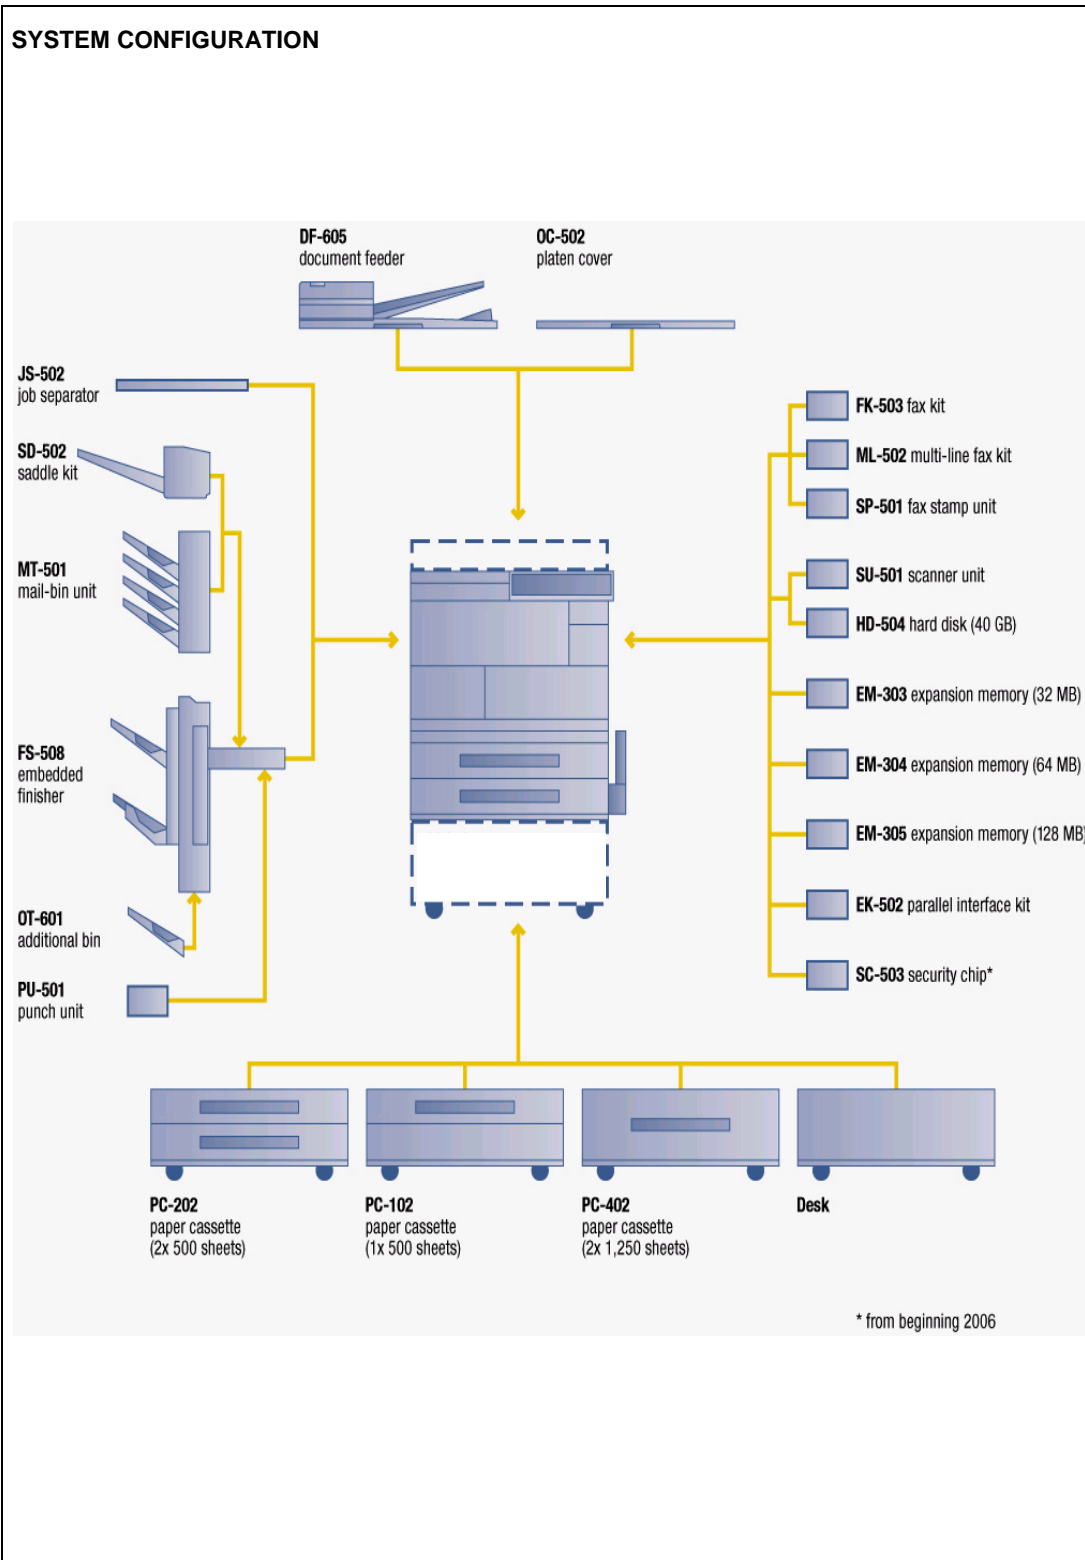 SYSTEM CONFIGURATION
DF-605
document feeder
OC-502
platen cover
JS-502
job separator
SD-502
saddle kit
MT-501
mail-bin unit
FS-508
embedded
finisher
OT-601
additional bin
PU-501
punch unit
FK-503 fax kit
ML-502 multi-line fax kit
SP-501 fax stamp unit
SU-501 scanner unit
HD-504 hard disk (40 GB)
EM-303 expansion memory (32 MB)
EM-304 expansion memory (64 MB)
EM-305 expansion memory (128 MB)
EK-502 parallel interface kit
SC-503 security chip*
PC-202
paper cassette
(2x 500 sheets)
PC-102
paper cassette
(1x 500 sheets)
PC-402
paper cassette
(2x 1,250 sheets)
Desk
* from beginning 2006